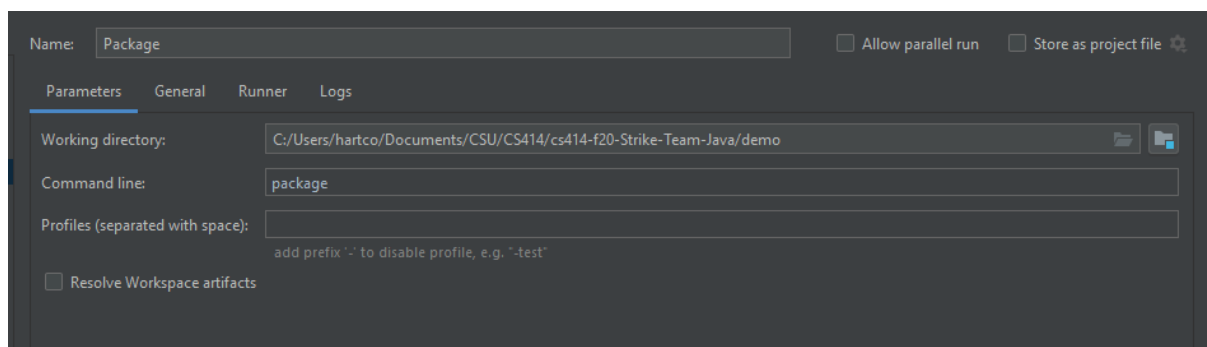 Name: Package Allow parallel run Store as project file
Parameters General Runner Logs
Working directory: C:/Users/hartco/Documents/CSU/CS414/cs414-f20-Strike-Team-Java/demo
Command line: package
Profiles (separated with space):
add prefix '-' to disable profile, e.g. "-test"
Resolve Workspace artifacts